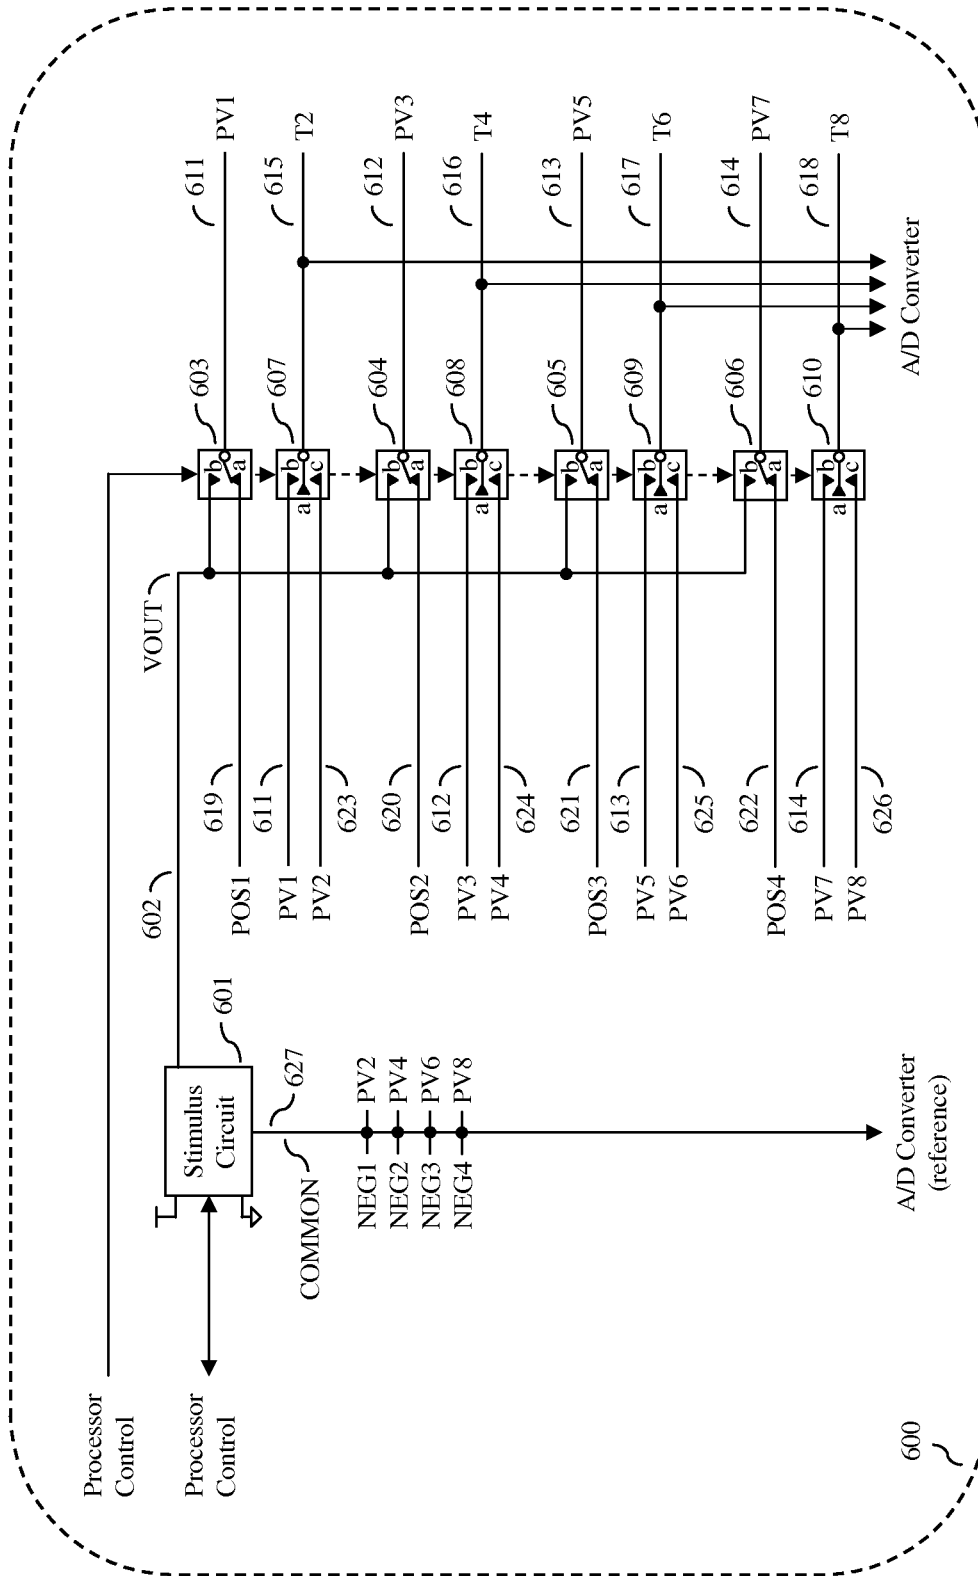 Processor
Control
Processor
Control
Stimulus
Circuit
601
602
VOUT
627
COMMON
NEG1
PV2
NEG2
PV4
NEG3
PV6
NEG4
PV8
A/D Converter
(reference)
600
POS1
619
PV1
611
PV2
623
POS2
620
PV3
612
PV4
624
POS3
621
PV5
613
PV6
625
POS4
622
PV7
614
PV8
626
b
a
603
611
PV1
b
a
c
607
615
T2
b
a
604
612
PV3
b
a
c
608
616
T4
b
a
605
613
PV5
b
a
c
609
617
T6
b
a
606
614
PV7
b
a
c
610
618
T8
A/D Converter